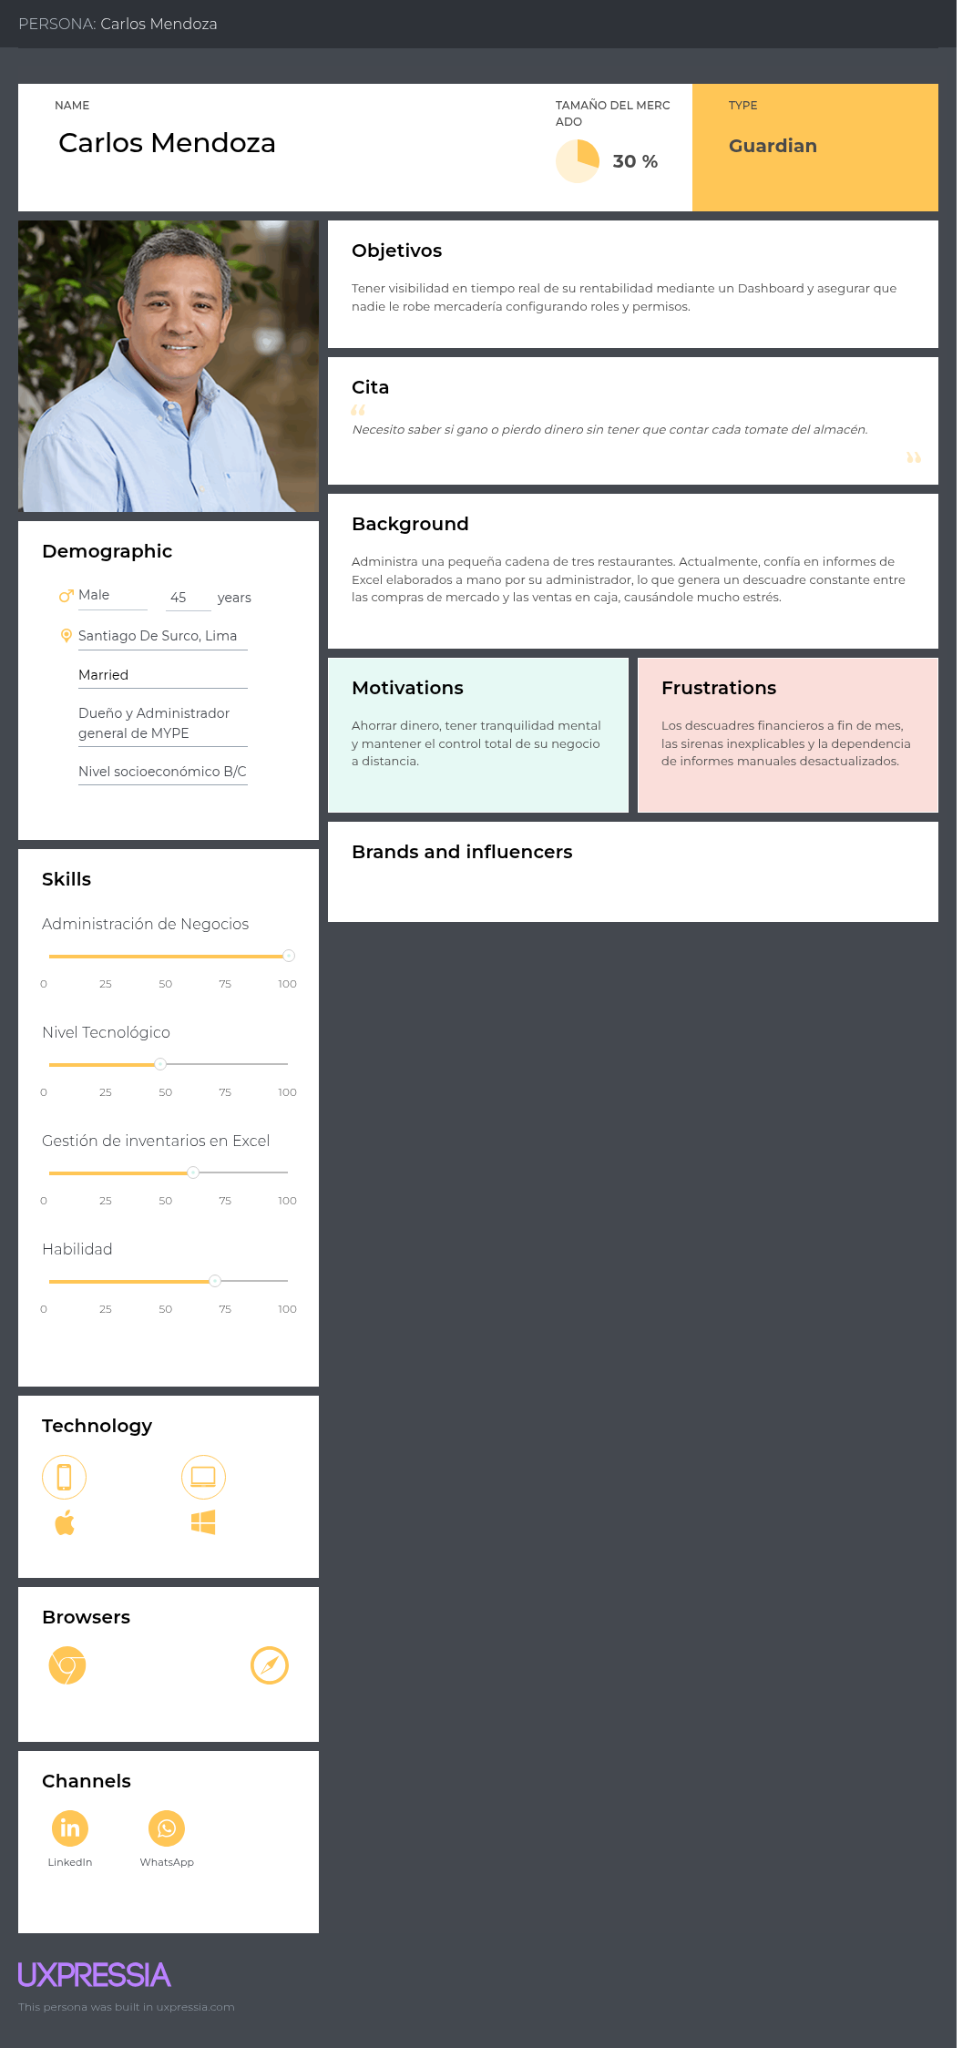 PERSONA: Carlos Mendoza
NAME
Carlos Mendoza
TAMAÑO DEL MERC
ADO
30 %
TYPE
Guardian
Objetivos
Tener visibilidad en tiempo real de su rentabilidad mediante un Dashboard y asegurar que
nadie le robe mercadería configurando roles y permisos.
Cita
“
Necesito saber si gano o pierdo dinero sin tener que contar cada tomate del almacén.
”
Background
Administra una pequeña cadena de tres restaurantes. Actualmente, confía en informes de
Excel elaborados a mano por su administrador, lo que genera un descuadre constante entre
las compras de mercado y las ventas en caja, causándole mucho estrés.
Motivations
Ahorrar dinero, tener tranquilidad mental
y mantener el control total de su negocio
a distancia.
Frustrations
Los descuadres financieros a fin de mes,
las sirenas inexplicables y la dependencia
de informes manuales desactualizados.
Brands and influencers
Demographic
Male
45 years
Santiago De Surco, Lima
Married
Dueño y Administrador
general de MYPE
Nivel socioeconómico B/C
Skills
Administración de Negocios
0 25 50 75 100
Nivel Tecnológico
0 25 50 75 100
Gestión de inventarios en Excel
0 25 50 75 100
Habilidad
0 25 50 75 100
Technology
Browsers
Channels
in
LinkedIn
WhatsApp
UXPRESSIA
This persona was built in uxpressia.com